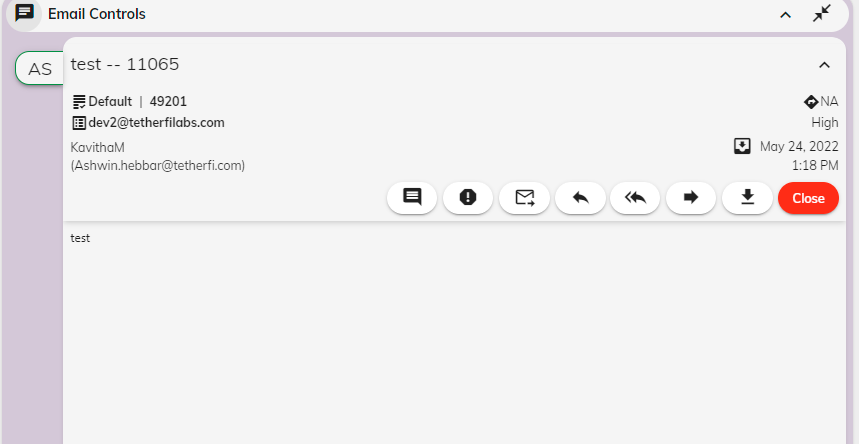 Email Controls
AS
test -- 11065
Default | 49201
NA
dev2@tetherfilabs.com
High
KavithaM
May 24, 2022
(Ashwin.hebbar@tetherfi.com)
1:18 PM
Close
test